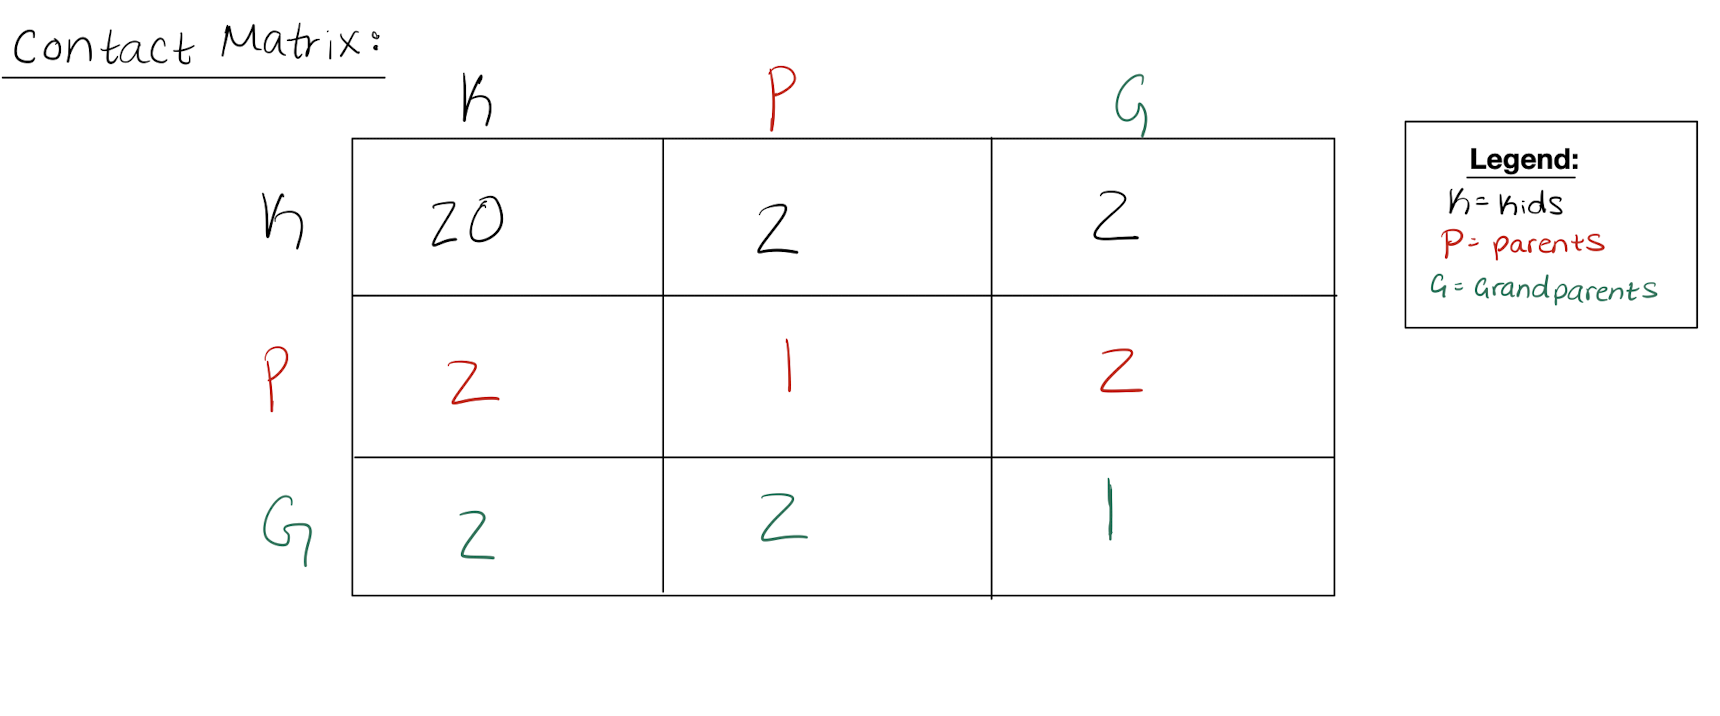 Contact Matrix:
K P G
K 20 2 2
P 2 1 2
G 2 2 1
Legend:
K = Kids
P = parents
G = Grandparents